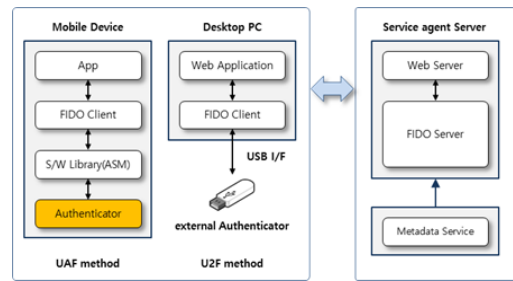 Mobile Device
App
FIDO Client
S/W Library(ASM)
Authenticator
UAF method
Desktop PC
Web Application
FIDO Client
USB I/F
external Authenticator
U2F method
Service agent Server
Web Server
FIDO Server
Metadata Service